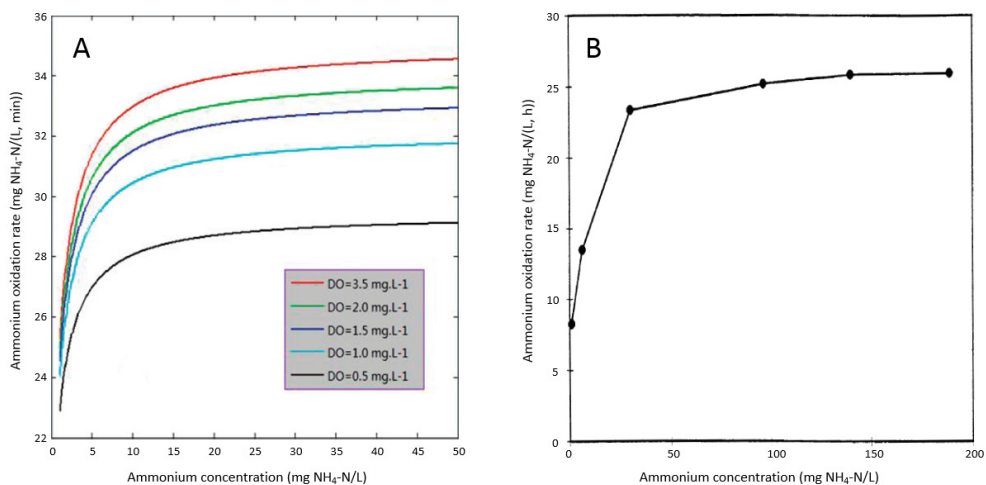 A
Ammonium oxidation rate (mg NH₄-N/(L, min))
36
34
32
30
28
26
24
22
DO=3.5 mg.L-1
DO=2.0 mg.L-1
DO=1.5 mg.L-1
DO=1.0 mg.L-1
DO=0.5 mg.L-1
0 5 10 15 20 25 30 35 40 45 50
Ammonium concentration (mg NH₄-N/L)
B
Ammonium oxidation rate (mg NH₄-N/(L, h))
30
25
20
15
10
5
0
0 50 100 150 200
Ammonium concentration (mg NH₄-N/L)